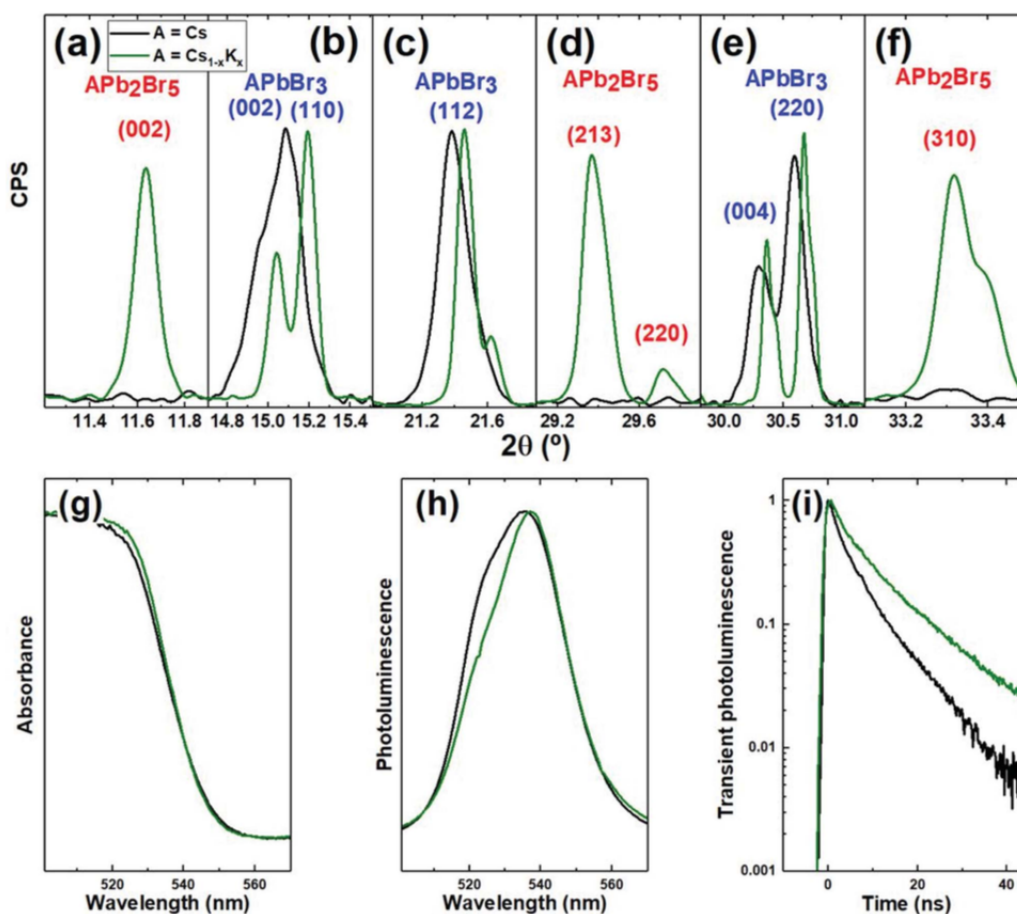 (a) (b) (c) (d) (e) (f)
A = Cs
A = Cs₁₋ₓKₓ
APb₂Br₅ APbBr₃ APbBr₃ APb₂Br₅ APbBr₃ APb₂Br₅
(002) (002) (110) (112) (213) (220) (310)
(004)
(220)
CPS
11.4 11.6 11.8 14.8 15.0 15.2 15.4 21.2 21.6 29.2 29.6 30.0 30.5 31.0 33.2 33.4
2θ (º)
(g) (h) (i)
Absorbance
520 540 560
Wavelength (nm)
Photoluminescence
520 540 560
Wavelength (nm)
Transient photoluminescence
1
0.1
0.01
0.001
0 20 40
Time (ns)